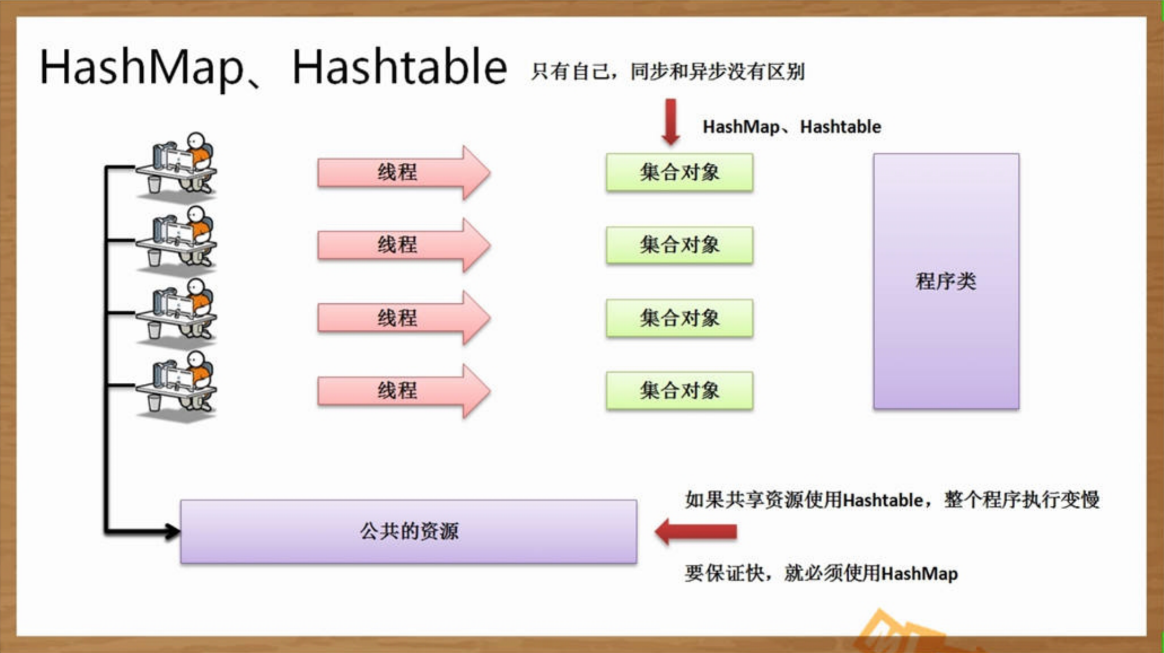 HashMap、Hashtable 只有自己，同步和异步没有区别
HashMap、Hashtable
线程 集合对象
线程 集合对象
程序类
线程 集合对象
线程 集合对象
如果共享资源使用Hashtable，整个程序执行变慢
公共的资源
要保证快，就必须使用HashMap